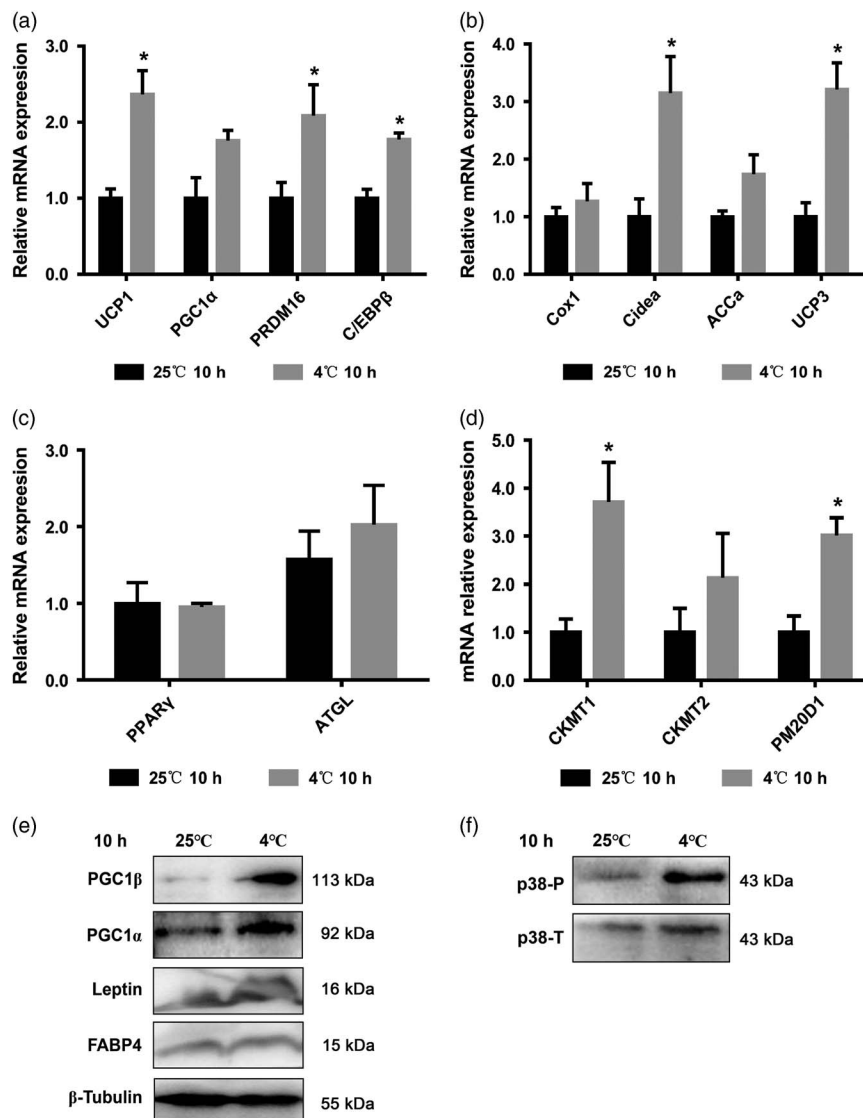 (a)
Relative mRNA expreesion
3.0
2.0
1.0
0.0
*
*
*
UCP1
PGC1α
PRDM16
C/EBPβ
25℃ 10 h
4℃ 10 h
(b)
Relative mRNA expreesion
4.0
3.0
2.0
1.0
0.0
*
*
Cox1
Cidea
ACCa
UCP3
25℃ 10 h
4℃ 10 h
(c)
Relative mRNA expreesion
3.0
2.0
1.0
0.0
PPARγ
ATGL
25℃ 10 h
4℃ 10 h
(d)
mRNA relative expreesion
5.0
4.0
3.0
2.0
1.0
0.0
*
*
CKMT1
CKMT2
PM20D1
25℃ 10 h
4℃ 10 h
(e)
10 h 25℃ 4℃
PGC1β 113 kDa
PGC1α 92 kDa
Leptin 16 kDa
FABP4 15 kDa
β-Tubulin 55 kDa
(f)
10 h 25℃ 4℃
p38-P 43 kDa
p38-T 43 kDa